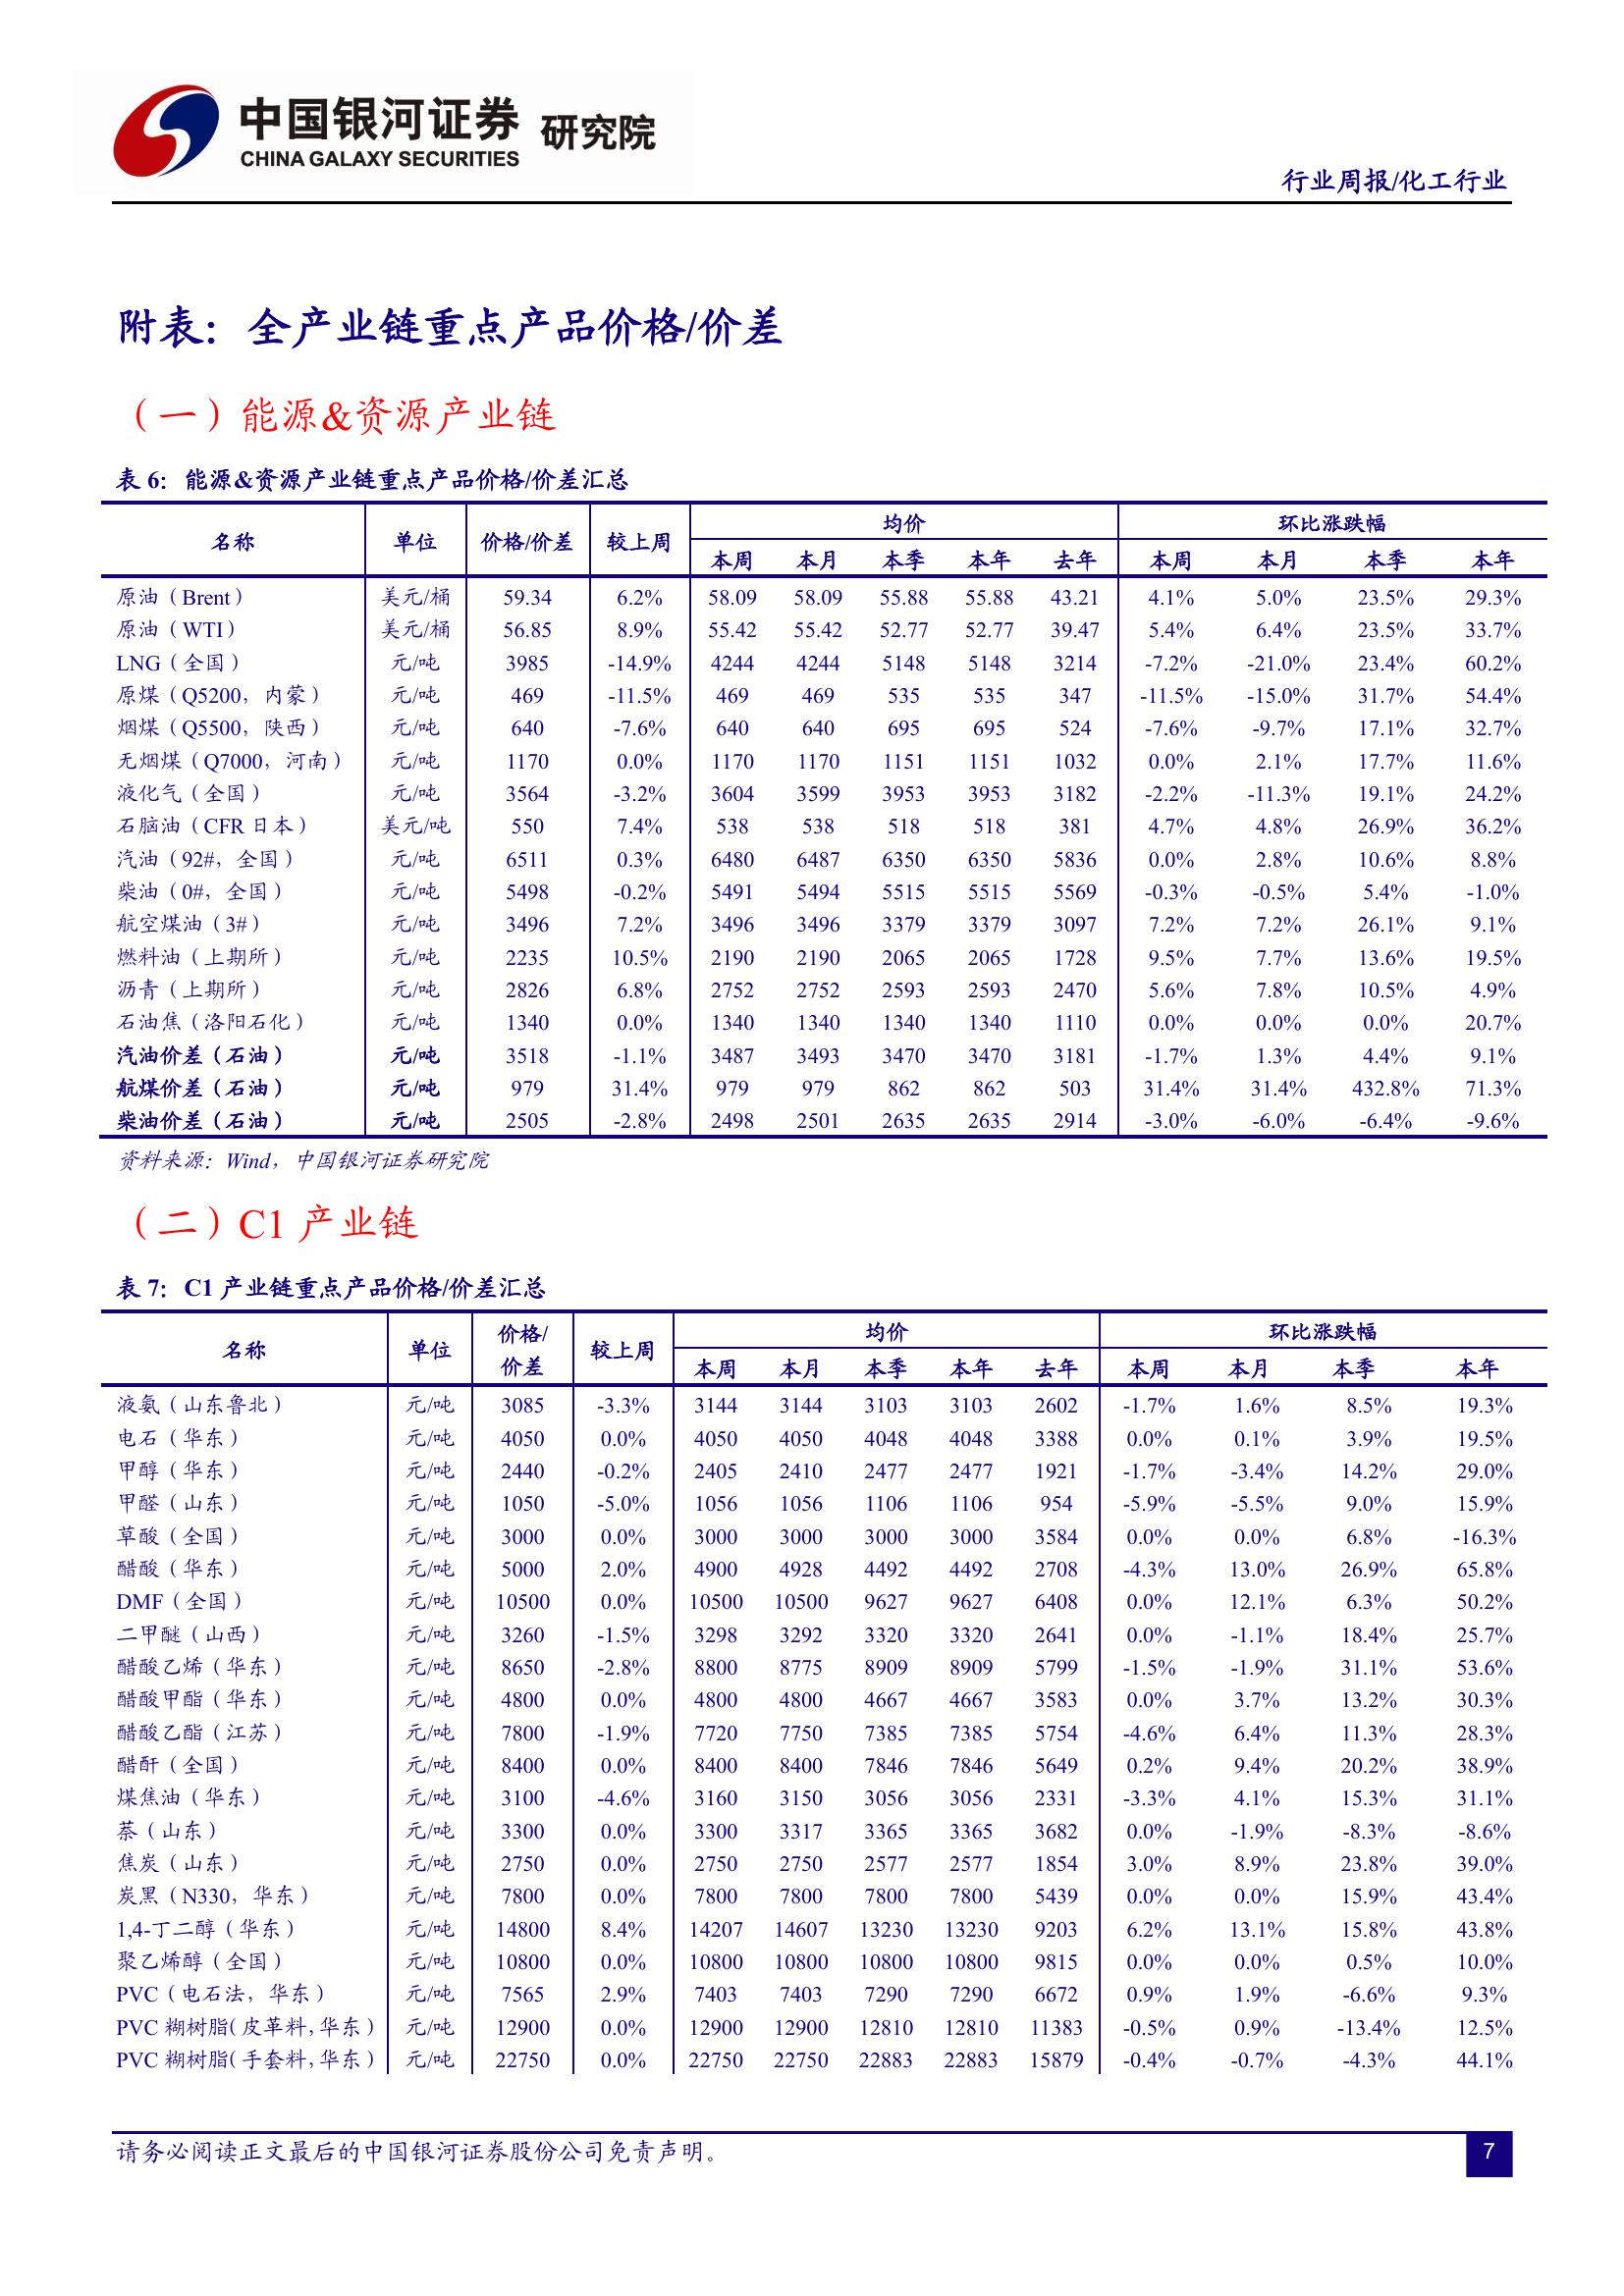 中国银河证券 研究院
CHINA GALAXY SECURITIES
行业周报/化工行业
附表：全产业链重点产品价格/价差
（一）能源&资源产业链
表 6：能源&资源产业链重点产品价格/价差汇总
名称 单位 价格/价差 较上周 均价 环比涨跌幅
本周 本月 本季 本年 去年 本周 本月 本季 本年
原油（Brent） 美元/桶 59.34 6.2% 58.09 58.09 55.88 55.88 43.21 4.1% 5.0% 23.5% 29.3%
原油（WTI） 美元/桶 56.85 8.9% 55.42 55.42 52.77 52.77 39.47 5.4% 6.4% 23.5% 33.7%
LNG（全国） 元/吨 3985 -14.9% 4244 4244 5148 5148 3214 -7.2% -21.0% 23.4% 60.2%
原煤（Q5200，内蒙） 元/吨 469 -11.5% 469 469 535 535 347 -11.5% -15.0% 31.7% 54.4%
烟煤（Q5500，陕西） 元/吨 640 -7.6% 640 640 695 695 524 -7.6% -9.7% 17.1% 32.7%
无烟煤（Q7000，河南） 元/吨 1170 0.0% 1170 1170 1151 1151 1032 0.0% 2.1% 17.7% 11.6%
液化气（全国） 元/吨 3564 -3.2% 3604 3599 3953 3953 3182 -2.2% -11.3% 19.1% 24.2%
石脑油（CFR 日本） 美元/吨 550 7.4% 538 538 518 518 381 4.7% 4.8% 26.9% 36.2%
汽油（92#，全国） 元/吨 6511 0.3% 6480 6487 6350 6350 5836 0.0% 2.8% 10.6% 8.8%
柴油（0#，全国） 元/吨 5498 -0.2% 5491 5494 5515 5515 5569 -0.3% -0.5% 5.4% -1.0%
航空煤油（3#） 元/吨 3496 7.2% 3496 3496 3379 3379 3097 7.2% 7.2% 26.1% 9.1%
燃料油（上期所） 元/吨 2235 10.5% 2190 2190 2065 2065 1728 9.5% 7.7% 13.6% 19.5%
沥青（上期所） 元/吨 2826 6.8% 2752 2752 2593 2593 2470 5.6% 7.8% 10.5% 4.9%
石油焦（洛阳石化） 元/吨 1340 0.0% 1340 1340 1340 1340 1110 0.0% 0.0% 0.0% 20.7%
汽油价差（石油） 元/吨 3518 -1.1% 3487 3493 3470 3470 3181 -1.7% 1.3% 4.4% 9.1%
航煤价差（石油） 元/吨 979 31.4% 979 979 862 862 503 31.4% 31.4% 432.8% 71.3%
柴油价差（石油） 元/吨 2505 -2.8% 2498 2501 2635 2635 2914 -3.0% -6.0% -6.4% -9.6%
资料来源：Wind，中国银河证券研究院
（二）C1 产业链
表 7：C1 产业链重点产品价格/价差汇总
名称 单位 价格/价差 较上周 均价 环比涨跌幅
本周 本月 本季 本年 去年 本周 本月 本季 本年
液氨（山东鲁北） 元/吨 3085 -3.3% 3144 3144 3103 3103 2602 -1.7% 1.6% 8.5% 19.3%
电石（华东） 元/吨 4050 0.0% 4050 4050 4048 4048 3388 0.0% 0.1% 3.9% 19.5%
甲醇（华东） 元/吨 2440 -0.2% 2405 2410 2477 2477 1921 -1.7% -3.4% 14.2% 29.0%
甲醛（山东） 元/吨 1050 -5.0% 1056 1056 1106 1106 954 -5.9% -5.5% 9.0% 15.9%
草酸（全国） 元/吨 3000 0.0% 3000 3000 3000 3000 3584 0.0% 0.0% 6.8% -16.3%
醋酸（华东） 元/吨 5000 2.0% 4900 4928 4492 4492 2708 -4.3% 13.0% 26.9% 65.8%
DMF（全国） 元/吨 10500 0.0% 10500 10500 9627 9627 6408 0.0% 12.1% 6.3% 50.2%
二甲醚（山西） 元/吨 3260 -1.5% 3298 3292 3320 3320 2641 0.0% -1.1% 18.4% 25.7%
醋酸乙烯（华东） 元/吨 8650 -2.8% 8800 8775 8909 8909 5799 -1.5% -1.9% 31.1% 53.6%
醋酸甲酯（华东） 元/吨 4800 0.0% 4800 4800 4667 4667 3583 0.0% 3.7% 13.2% 30.3%
醋酸乙酯（江苏） 元/吨 7800 -1.9% 7720 7750 7385 7385 5754 -4.6% 6.4% 11.3% 28.3%
醋酐（全国） 元/吨 8400 0.0% 8400 8400 7846 7846 5649 0.2% 9.4% 20.2% 38.9%
煤焦油（华东） 元/吨 3100 -4.6% 3160 3150 3056 3056 2331 -3.3% 4.1% 15.3% 31.1%
萘（山东） 元/吨 3300 0.0% 3300 3317 3365 3365 3682 0.0% -1.9% -8.3% -8.6%
焦炭（山东） 元/吨 2750 0.0% 2750 2750 2577 2577 1854 3.0% 8.9% 23.8% 39.0%
炭黑（N330，华东） 元/吨 7800 0.0% 7800 7800 7800 7800 5439 0.0% 0.0% 15.9% 43.4%
1,4-丁二醇（华东） 元/吨 14800 8.4% 14207 14607 13230 13230 9203 6.2% 13.1% 15.8% 43.8%
聚乙烯醇（全国） 元/吨 10800 0.0% 10800 10800 10800 10800 9815 0.0% 0.0% 0.5% 10.0%
PVC（电石法，华东） 元/吨 7565 2.9% 7403 7403 7290 7290 6672 0.9% 1.9% -6.6% 9.3%
PVC 糊树脂（皮革料，华东） 元/吨 12900 0.0% 12900 12900 12810 12810 11383 -0.5% 0.9% -13.4% 12.5%
PVC 糊树脂（手套料，华东） 元/吨 22750 0.0% 22750 22750 22883 22883 15879 -0.4% -0.7% -4.3% 44.1%
请务必阅读正文最后的中国银河证券股份公司免责声明。
7